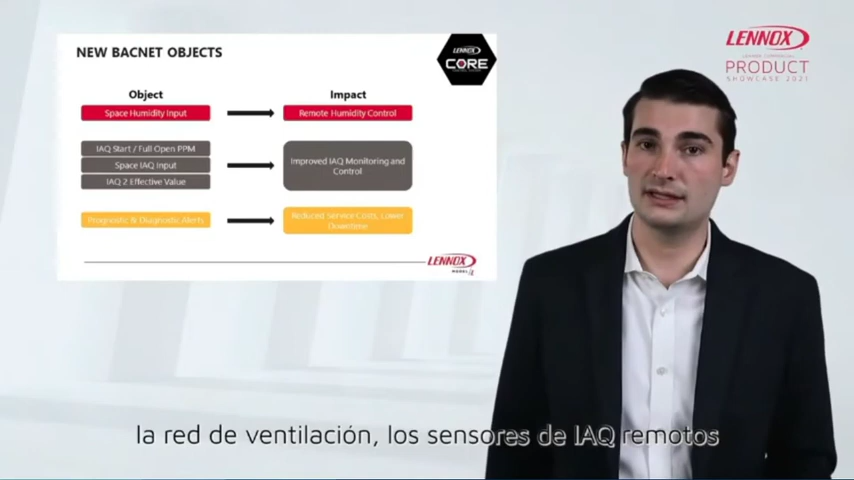 NEW BACNET OBJECTS
LENNOX
CORE
CONTROL SYSTEM
Object
Impact
Space Humidity Input
Remote Humidity Control
IAQ Start / Full Open PPM
Space IAQ Input
IAQ 2 Effective Value
Improved IAQ Monitoring and
Control
Prognostic & Diagnostic Alerts
Reduced Service Costs, Lower
Downtime
LENNOX
LENNOX
PRODUCT
SHOWCASE 2021
la red de ventilación, los sensores de IAQ remotos